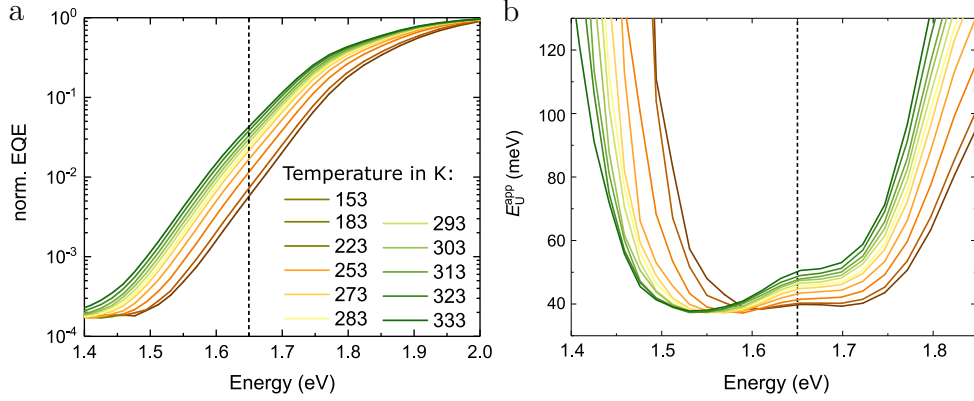 a
norm. EQE
10⁰
10⁻¹
10⁻²
10⁻³
10⁻⁴
Temperature in K:
153
183
223
253
273
283
293
303
313
323
333
1.4 1.5 1.6 1.7 1.8 1.9 2.0
Energy (eV)
b
E_U^app (meV)
120
100
80
60
40
1.4 1.5 1.6 1.7 1.8
Energy (eV)